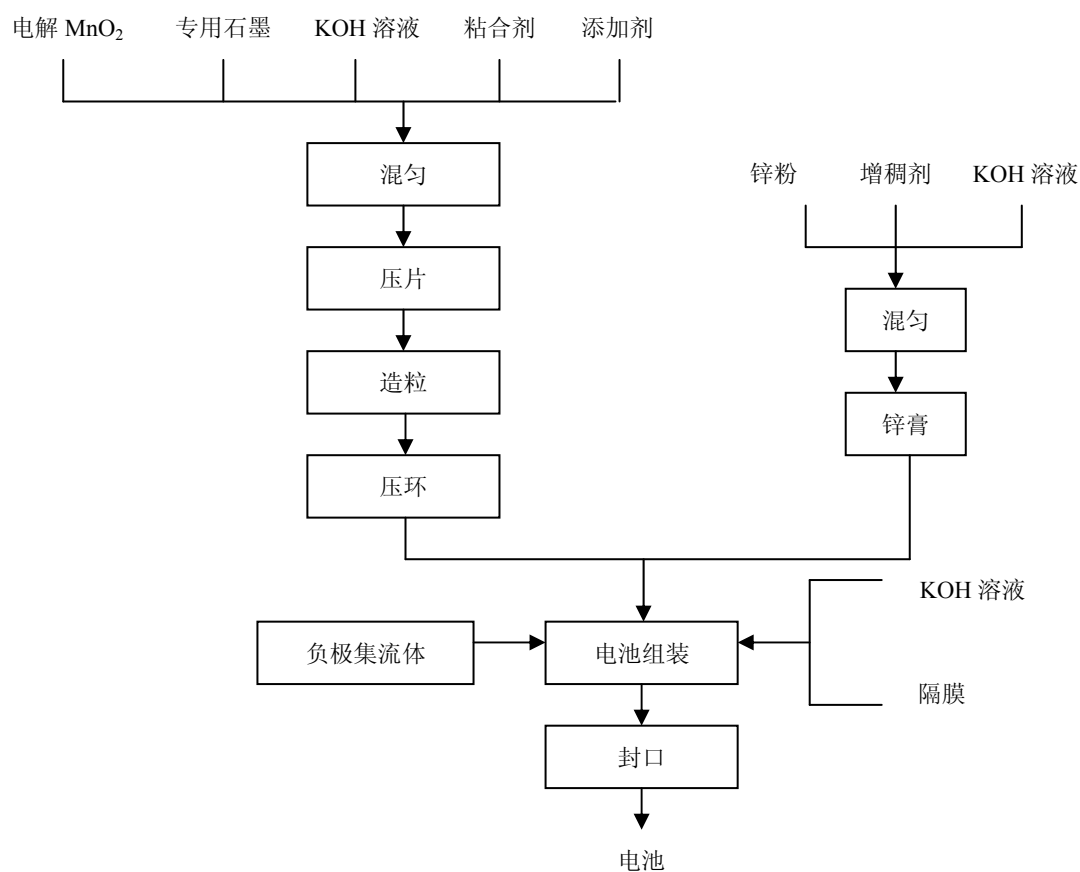 电解 MnO₂ 专用石墨 KOH 溶液 粘合剂 添加剂
混匀
锌粉 增稠剂 KOH 溶液
压片
混匀
造粒
锌膏
压环
KOH 溶液
负极集流体 电池组装
隔膜
封口
电池